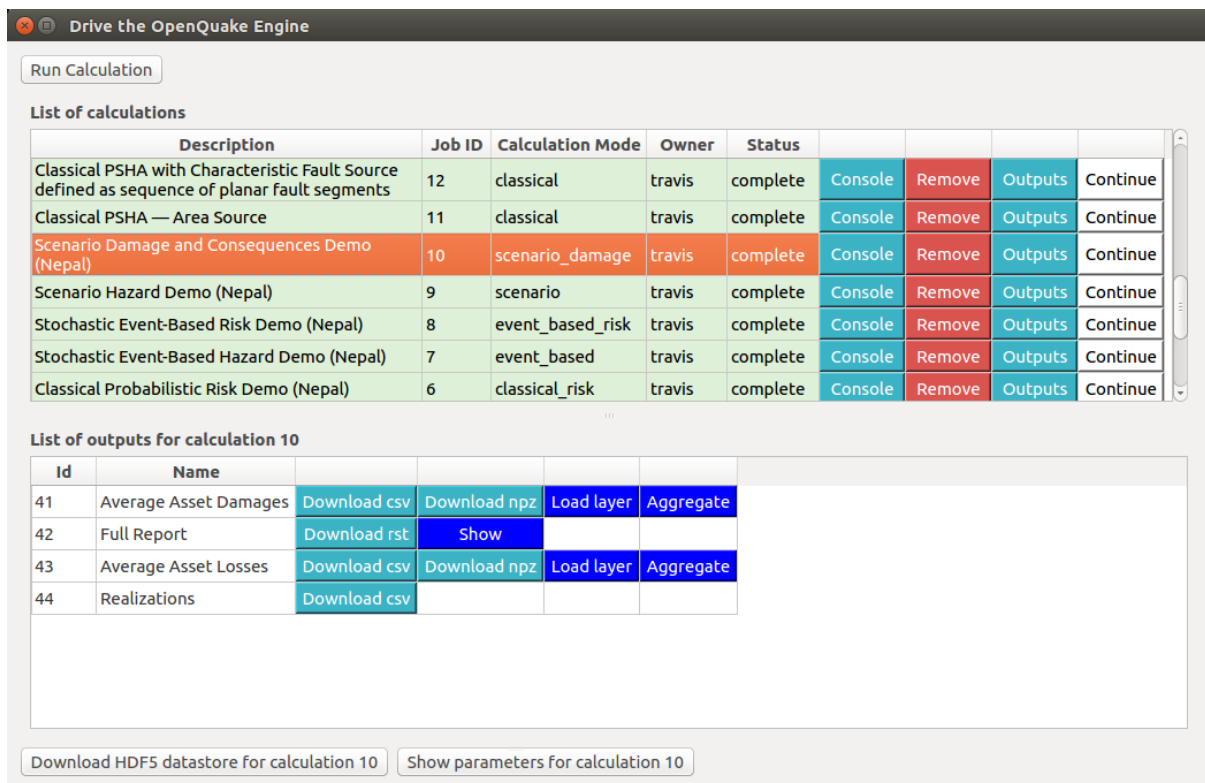 Drive the OpenQuake Engine
Run Calculation
List of calculations
Description Job ID Calculation Mode Owner Status
Classical PSHA with Characteristic Fault Source
defined as sequence of planar fault segments 12 classical travis complete Console Remove Outputs Continue
Classical PSHA — Area Source 11 classical travis complete Console Remove Outputs Continue
Scenario Damage and Consequences Demo
(Nepal) 10 scenario_damage travis complete Console Remove Outputs Continue
Scenario Hazard Demo (Nepal) 9 scenario travis complete Console Remove Outputs Continue
Stochastic Event-Based Risk Demo (Nepal) 8 event_based_risk travis complete Console Remove Outputs Continue
Stochastic Event-Based Hazard Demo (Nepal) 7 event_based travis complete Console Remove Outputs Continue
Classical Probabilistic Risk Demo (Nepal) 6 classical_risk travis complete Console Remove Outputs Continue
List of outputs for calculation 10
Id Name
41 Average Asset Damages Download csv Download npz Load layer Aggregate
42 Full Report Download rst Show
43 Average Asset Losses Download csv Download npz Load layer Aggregate
44 Realizations Download csv
Download HDF5 datastore for calculation 10 Show parameters for calculation 10